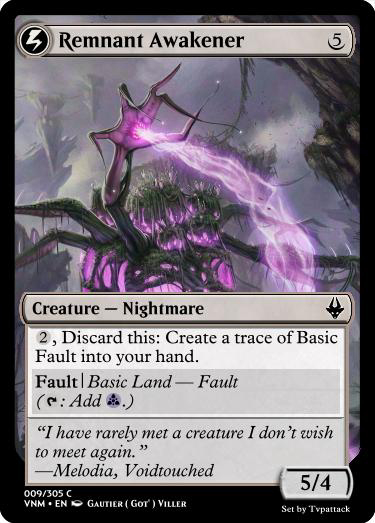 Remnant Awakener 5
Creature — Nightmare
2, Discard this: Create a trace of Basic
Fault into your hand.
Fault | Basic Land — Fault
( : Add .)
“I have rarely met a creature I don’t wish
to meet again.”
—Melodia, Voidtouched
5/4
009/305 C
VNM • EN Gautier ( Got' ) Viller
Set by Tvpattack